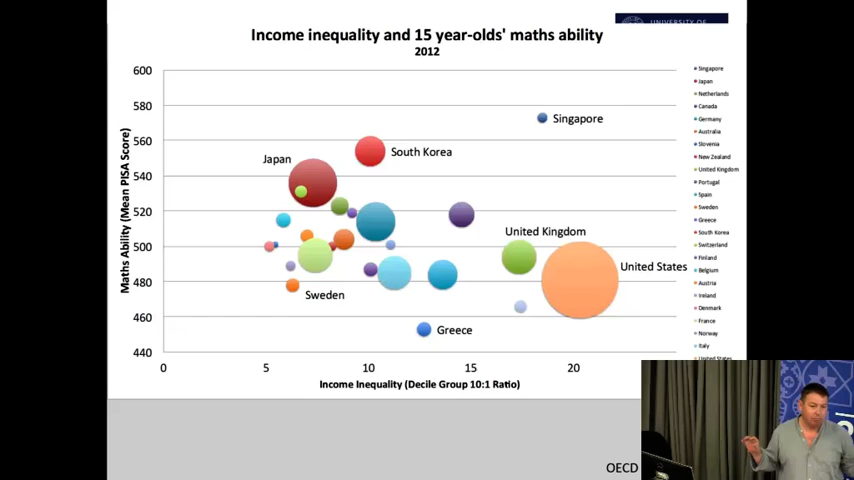 UNIVERSITY OF
Income inequality and 15 year-olds' maths ability
2012
Maths Ability (Mean PISA Score)
600
580
560
540
520
500
480
460
440
0
5
10
15
20
Income Inequality (Decile Group 10:1 Ratio)
Singapore
South Korea
Japan
United Kingdom
United States
Sweden
Greece
Singapore
Japan
Netherlands
Canada
Germany
Australia
Slovenia
New Zealand
United Kingdom
Portugal
Spain
Sweden
Greece
South Korea
Switzerland
Finland
Belgium
Austria
Ireland
Denmark
France
Norway
Italy
United States
OECD